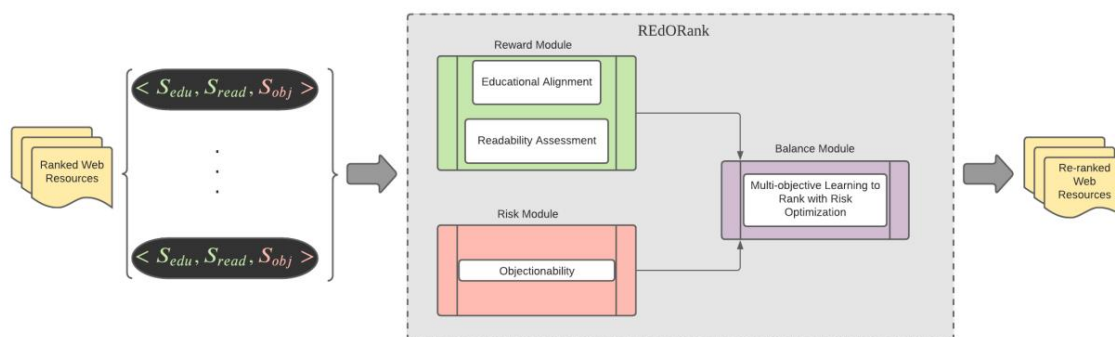 REdORank
Ranked Web
Resources
< S_edu, S_read, S_obj >
.
.
.
< S_edu, S_read, S_obj >
Reward Module
Educational Alignment
Readability Assessment
Risk Module
Objectionability
Balance Module
Multi-objective Learning to
Rank with Risk
Optimization
Re-ranked
Web
Resources